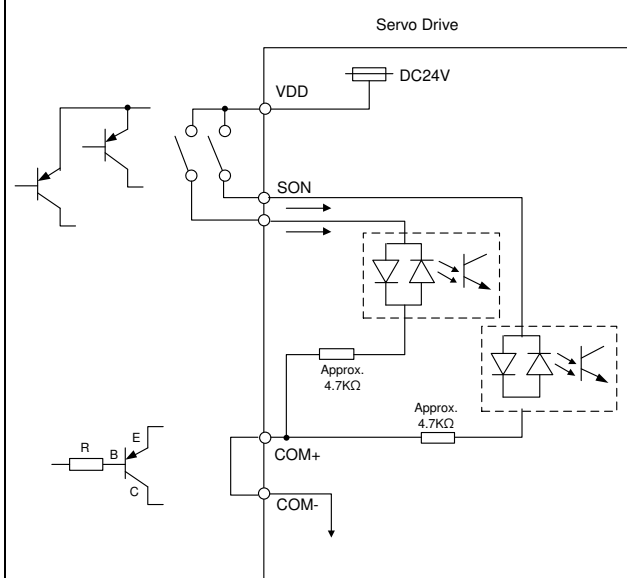 Servo Drive
DC24V
VDD
SON
Approx.
4.7KΩ
Approx.
4.7KΩ
R
B
E
C
COM+
COM-